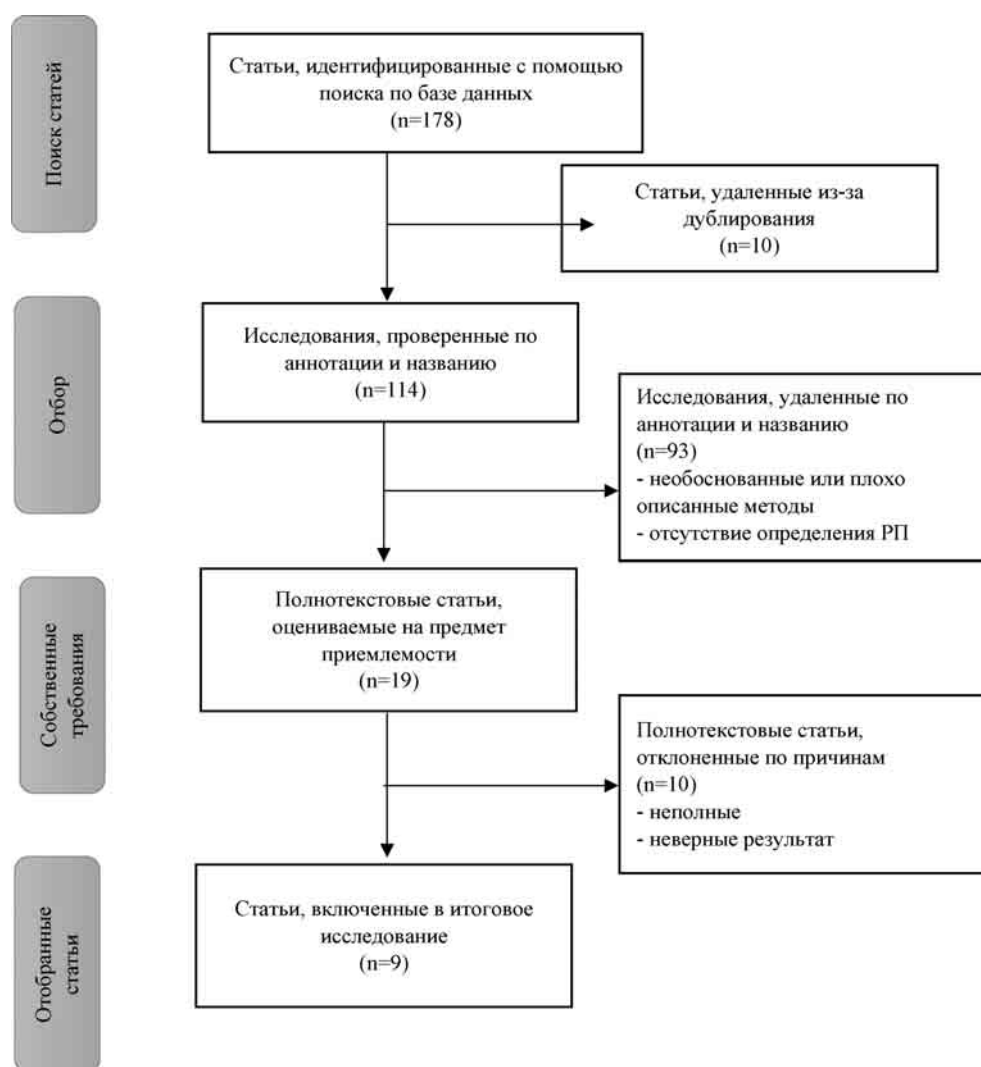 Поиск статей
Статьи, идентифицированные с помощью
поиска по базе данных
(n=178)
Статьи, удаленные из-за
дублирования
(n=10)
Отбор
Исследования, проверенные по
аннотации и названию
(n=114)
Исследования, удаленные по
аннотации и названию
(n=93)
- необоснованные или плохо
описанные методы
- отсутствие определения РП
Собственные
требования
Полнотекстовые статьи,
оцениваемые на предмет
приемлемости
(n=19)
Полнотекстовые статьи,
отклоненные по причинам
(n=10)
- неполные
- неверные результат
Отобранные
статьи
Статьи, включенные в итоговое
исследование
(n=9)